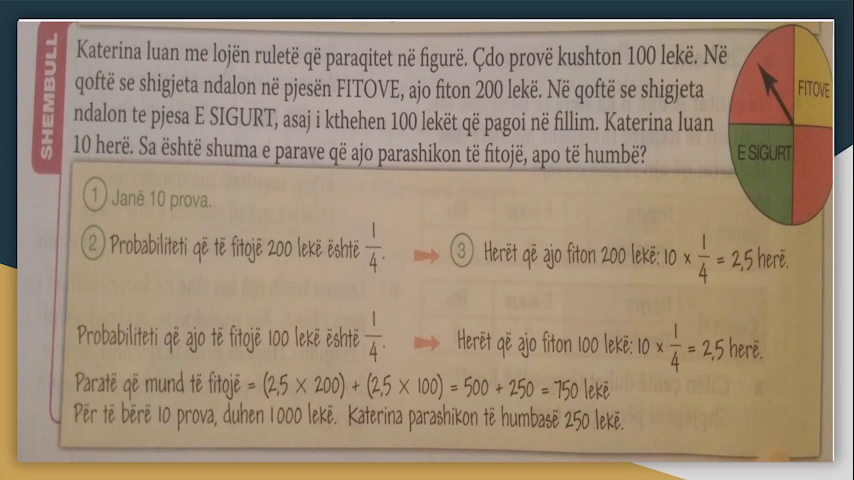 SHEMBULL
Katerina luan me lojën ruletë që paraqitet në figurë. Çdo provë kushton 100 lekë. Në
qoftë se shigjeta ndalon në pjesën FITOVE, ajo fiton 200 lekë. Në qoftë se shigjeta
ndalon te pjesa E SIGURT, asaj i kthehen 100 lekët që pagoi në fillim. Katerina luan
10 herë. Sa është shuma e parave që ajo parashikon të fitojë, apo të humbë?
FITOVE
E SIGURT
1 Janë 10 prova.
2 Probabiliteti që të fitojë 200 lekë është 1/4.
3 Herët që ajo fiton 200 lekë: 10 × 1/4 = 2,5 herë.
Probabiliteti që ajo të fitojë 100 lekë është 1/4.
Herët që ajo fiton 100 lekë: 10 × 1/4 = 2,5 herë.
Paratë që mund të fitojë = (2,5 × 200) + (2,5 × 100) = 500 + 250 = 750 lekë
Për të bërë 10 prova, duhen 1000 lekë. Katerina parashikon të humbasë 250 lekë.